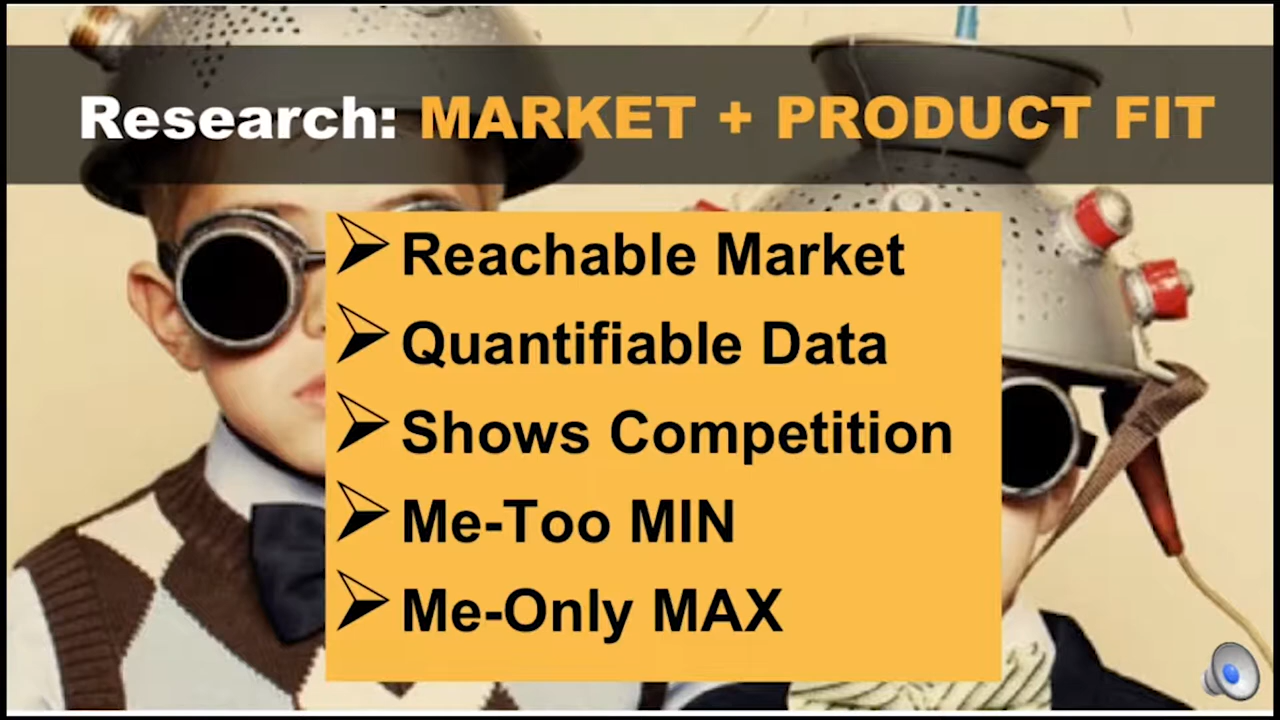 Research: MARKET + PRODUCT FIT
Reachable Market
Quantifiable Data
Shows Competition
Me-Too MIN
Me-Only MAX